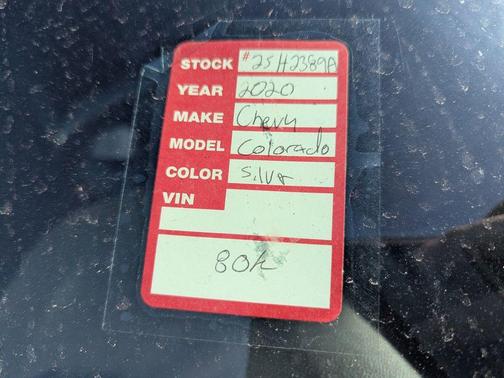 STOCK #25H2389A
YEAR 2020
MAKE Chevy
MODEL Colorado
COLOR Silver
VIN
80k